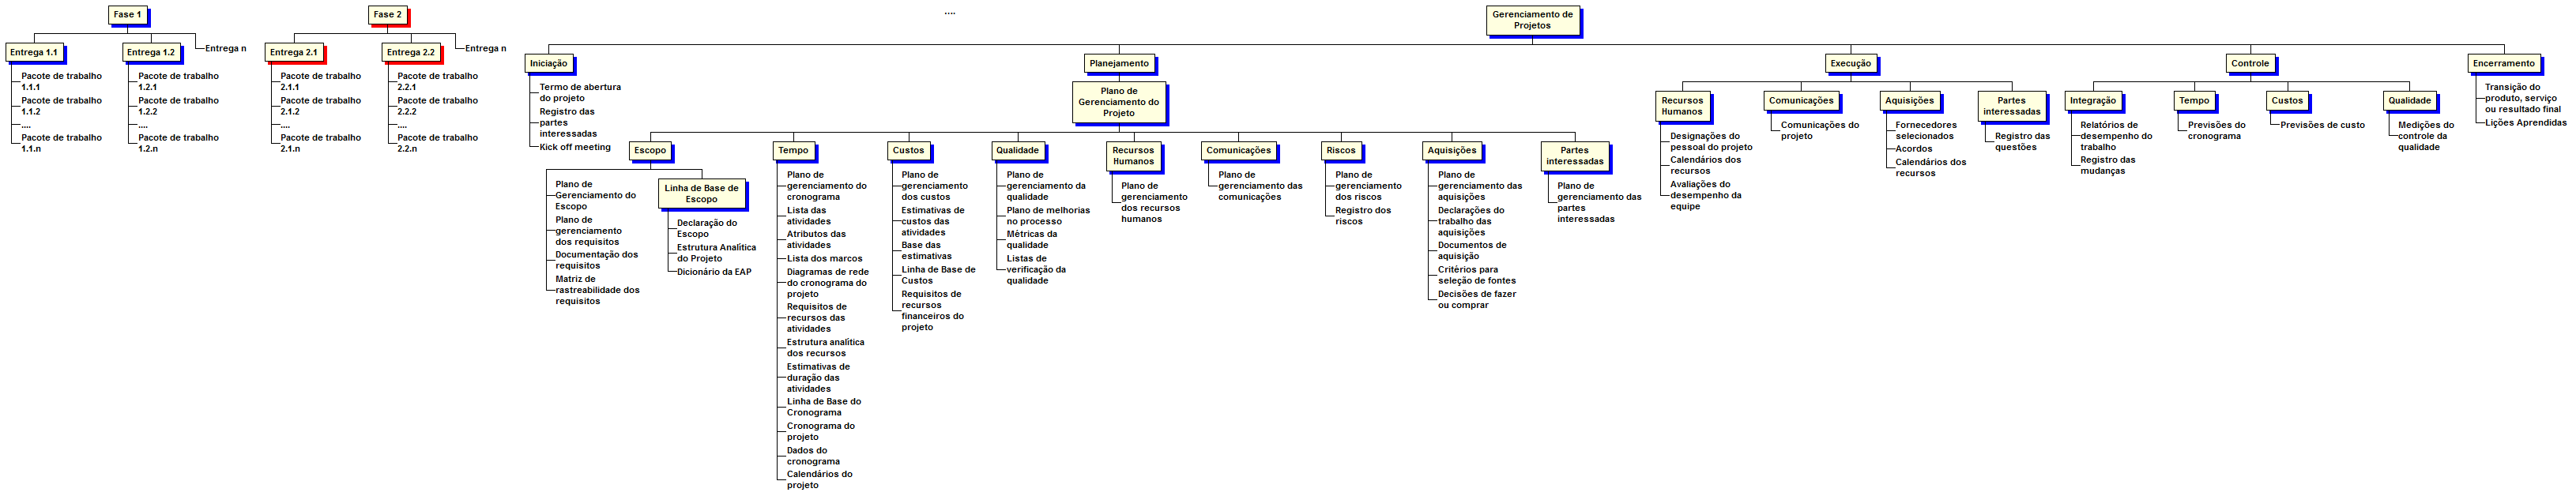 Fase 1
Entrega 1.1
Pacote de trabalho
1.1.1
Pacote de trabalho
1.1.2
....
Pacote de trabalho
1.1.n
Entrega 1.2
Pacote de trabalho
1.2.1
Pacote de trabalho
1.2.2
....
Pacote de trabalho
1.2.n
Entrega n
Fase 2
Entrega 2.1
Pacote de trabalho
2.1.1
Pacote de trabalho
2.1.2
....
Pacote de trabalho
2.1.n
Entrega 2.2
Pacote de trabalho
2.2.1
Pacote de trabalho
2.2.2
....
Pacote de trabalho
2.2.n
Entrega n
....
Gerenciamento de
Projetos
Iniciação
Termo de abertura
do projeto
Registro das
partes
interessadas
Kick off meeting
Planejamento
Plano de
Gerenciamento do
Projeto
Escopo
Plano de
Gerenciamento do
Escopo
Plano de
gerenciamento
dos requisitos
Documentação dos
requisitos
Matriz de
rastreabilidade dos
requisitos
Linha de Base de
Escopo
Declaração do
Escopo
Estrutura Analítica
do Projeto
Dicionário da EAP
Tempo
Plano de
gerenciamento do
cronograma
Lista das
atividades
Atributos das
atividades
Lista dos marcos
Diagramas de rede
do cronograma do
projeto
Requisitos de
recursos das
atividades
Estrutura analítica
dos recursos
Estimativas de
duração das
atividades
Linha de Base do
Cronograma
Cronograma do
projeto
Dados do
cronograma
Calendários do
projeto
Custos
Plano de
gerenciamento
dos custos
Estimativas de
custos das
atividades
Base das
estimativas
Linha de Base de
Custos
Requisitos de
recursos
financeiros do
projeto
Qualidade
Plano de
gerenciamento da
qualidade
Plano de melhorias
no processo
Métricas da
qualidade
Listas de
verificação da
qualidade
Recursos
Humanos
Plano de
gerenciamento
dos recursos
humanos
Comunicações
Plano de
gerenciamento das
comunicações
Riscos
Plano de
gerenciamento
dos riscos
Registro dos
riscos
Aquisições
Plano de
gerenciamento das
aquisições
Declarações do
trabalho das
aquisições
Documentos de
aquisição
Critérios para
seleção de fontes
Decisões de fazer
ou comprar
Partes
interessadas
Plano de
gerenciamento das
partes
interessadas
Execução
Recursos
Humanos
Designações do
pessoal do projeto
Calendários dos
recursos
Avaliações do
desempenho da
equipe
Comunicações
Comunicações do
projeto
Aquisições
Fornecedores
selecionados
Acordos
Calendários dos
recursos
Partes
interessadas
Registro das
questões
Controle
Integração
Relatórios de
desempenho do
trabalho
Registro das
mudanças
Tempo
Previsões do
cronograma
Custos
Previsões de custo
Qualidade
Medições do
controle da
qualidade
Encerramento
Transição do
produto, serviço
ou resultado final
Lições Aprendidas